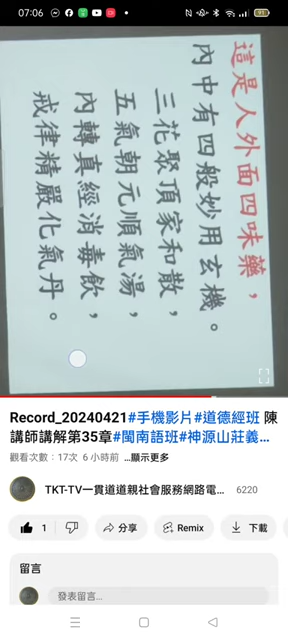 07:06
91
這是人外面四味藥，
內中有四般妙用玄機。
三花聚頂家和散，
五氣朝元順氣湯，
內轉真經消毒飲，
戒律精嚴化氣丹。
Record_20240421#手機影片#道德經班 陳
講師講解第35章#閩南語班#神源山莊義...
觀看次數：17次 6 小時前 ...顯示更多
TKT-TV一貫道道親社會服務網路電... 6220
1 分享 Remix 下載
留言
發表留言...